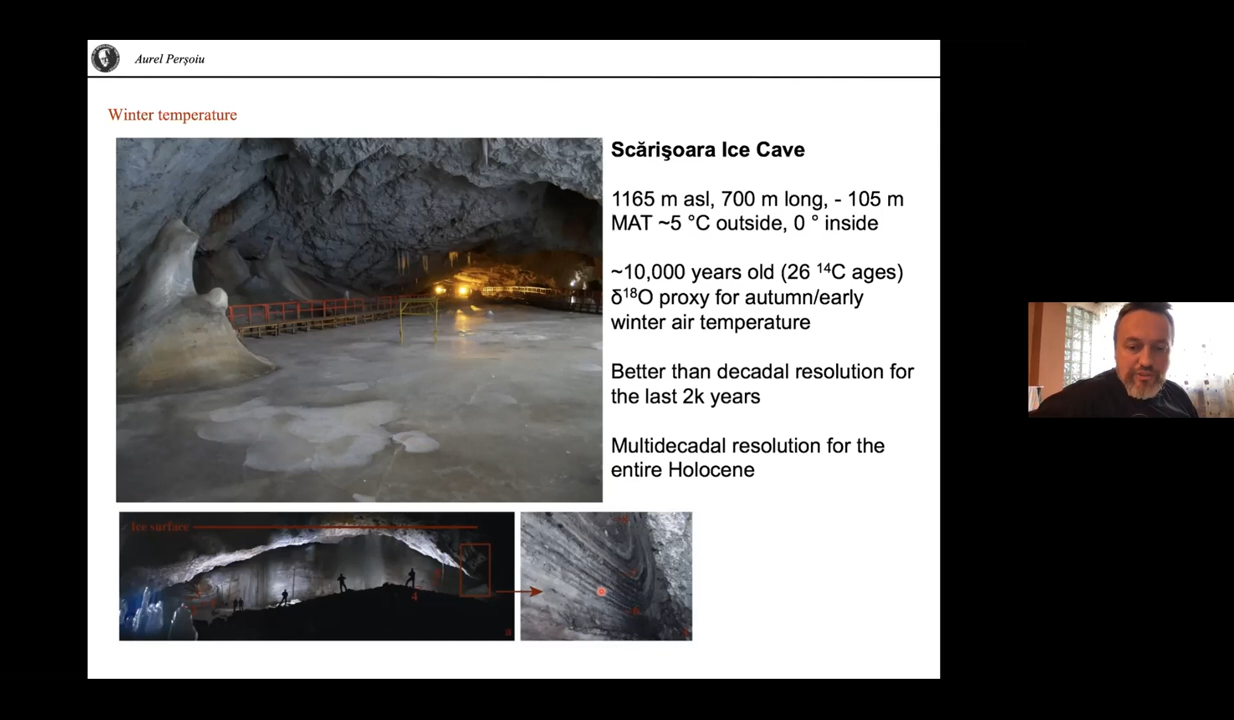 Aurel Perşoiu
Winter temperature
Scărişoara Ice Cave
1165 m asl, 700 m long, - 105 m
MAT ~5 °C outside, 0 ° inside
~10,000 years old (26 ¹⁴C ages)
δ¹⁸O proxy for autumn/early
winter air temperature
Better than decadal resolution for
the last 2k years
Multidecadal resolution for the
entire Holocene
Ice surface
4